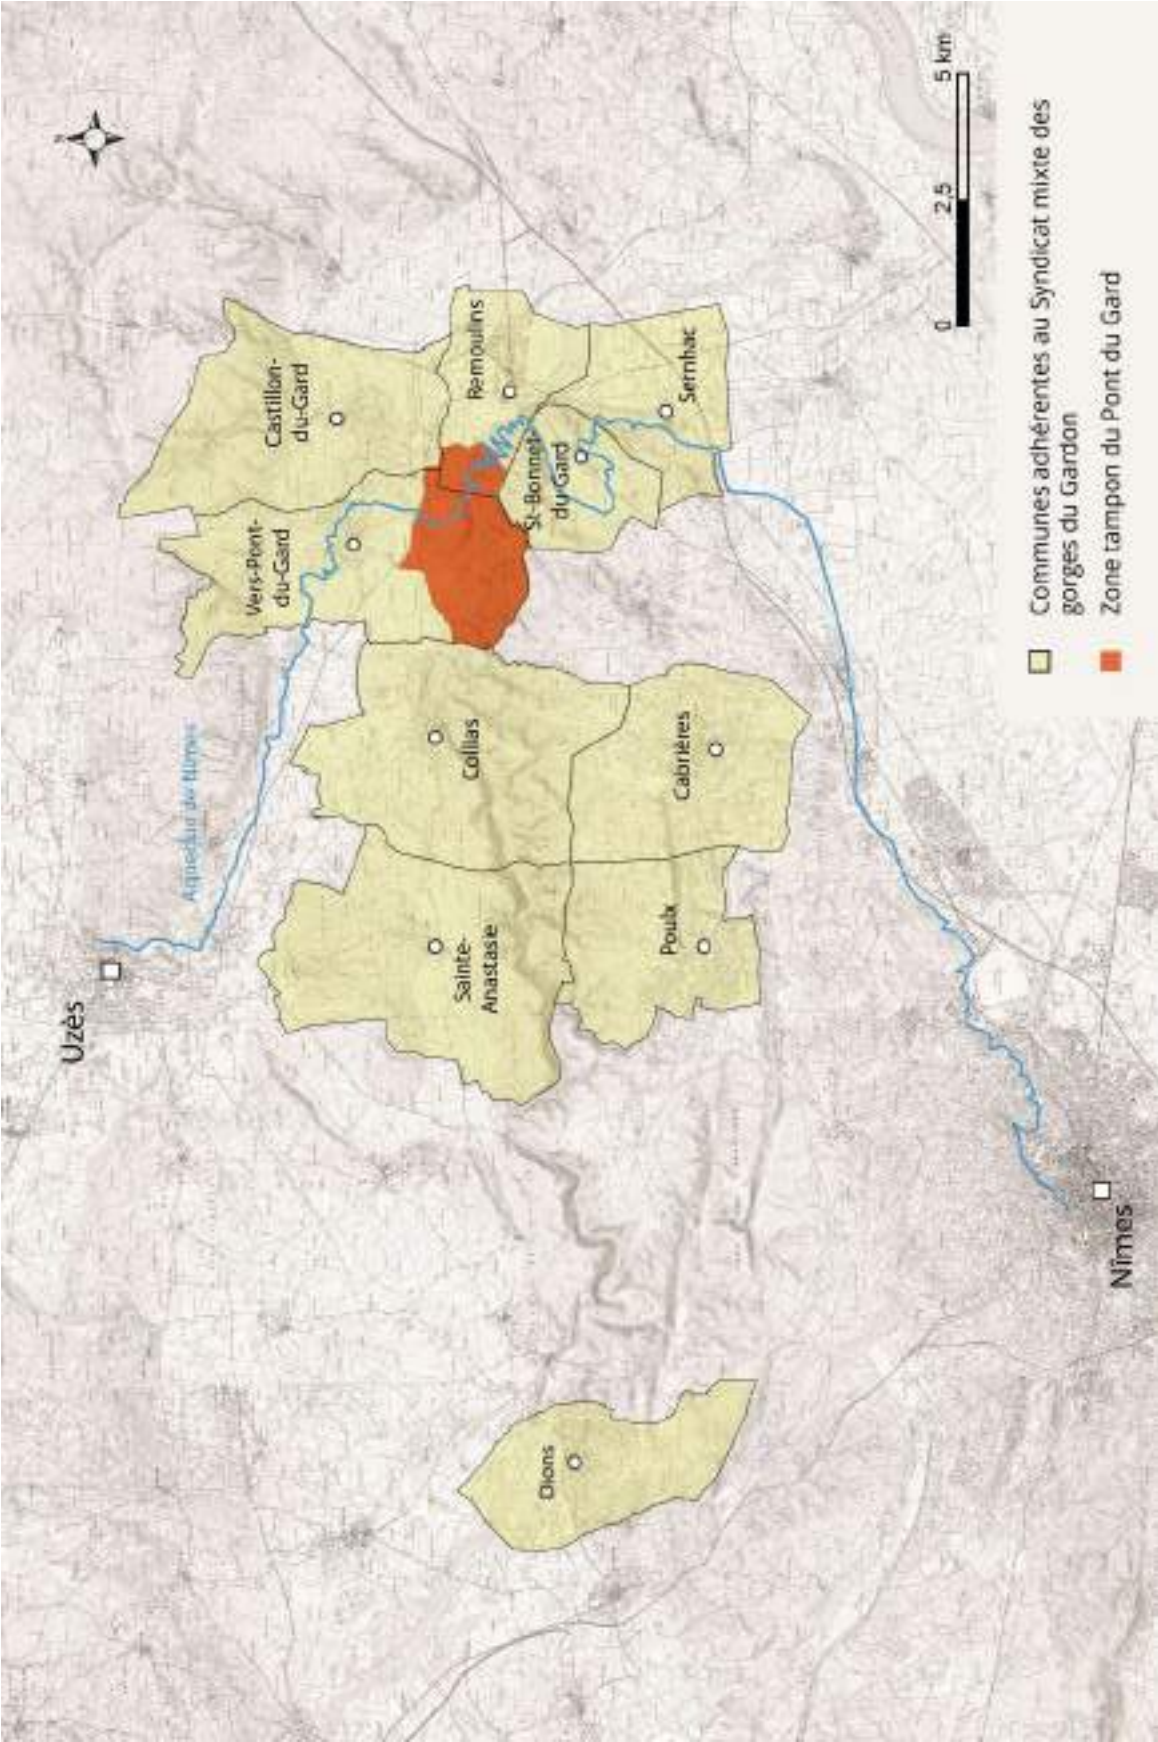 N
Uzès
Aqueduc de Nîmes
Castillon-
du-Gard
Vers-Pont-
du-Gard
Remoulins
St-Bonnet-
du-Gard
Sernhac
Collias
Cabrières
Sainte-
Anastasie
Poulx
Dions
Nîmes
0 2,5 5 km
Communes adhérentes au Syndicat mixte des
gorges du Gardon
Zone tampon du Pont du Gard